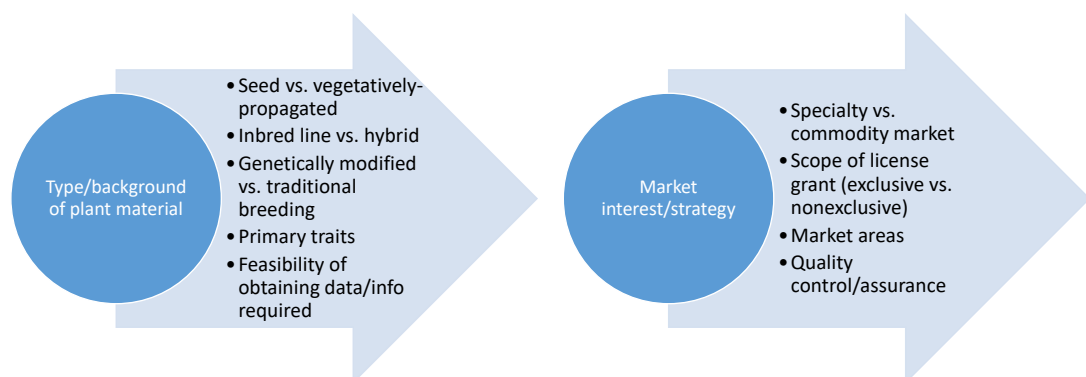 Type/background
of plant material
•Seed vs. vegetatively-
propagated
•Inbred line vs. hybrid
•Genetically modified
vs. traditional
breeding
•Primary traits
•Feasibility of
obtaining data/info
required
Market
interest/strategy
•Specialty vs.
commodity market
•Scope of license
grant (exclusive vs.
nonexclusive)
•Market areas
•Quality
control/assurance